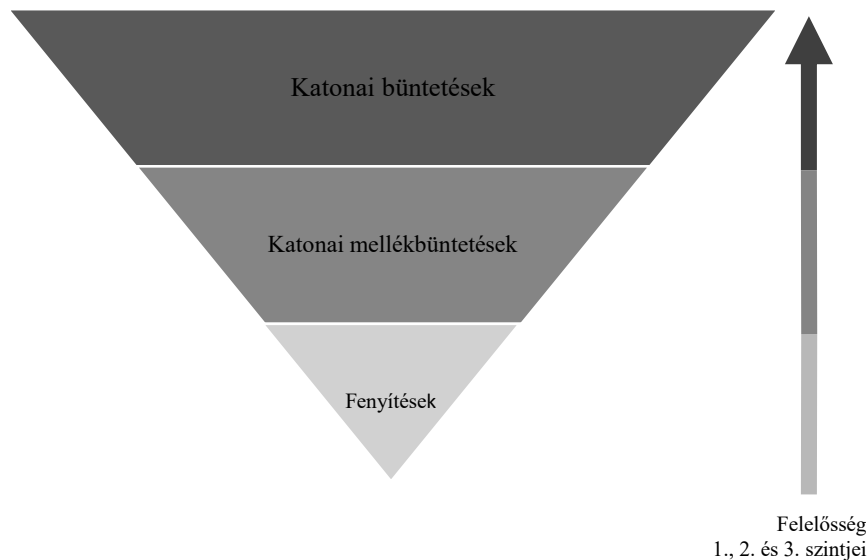 Katonai büntetések
Katonai mellékbüntetések
Fenyítések
Felelősség
1., 2. és 3. szintjei